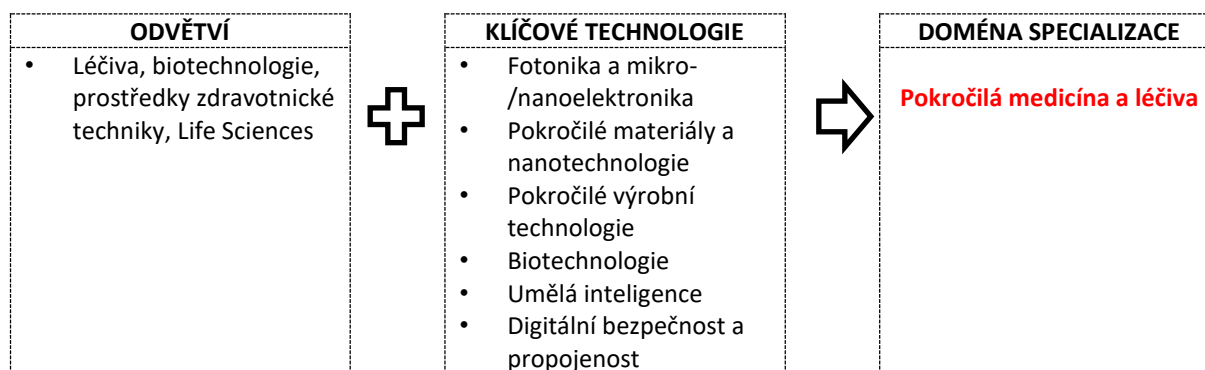 ODVĚTVÍ
• Léčiva, biotechnologie,
prostředky zdravotnické
techniky, Life Sciences
KLÍČOVÉ TECHNOLOGIE
• Fotonika a mikro-
/nanoelektronika
• Pokročilé materiály a
nanotechnologie
• Pokročilé výrobní
technologie
• Biotechnologie
• Umělá inteligence
• Digitální bezpečnost a
propojenost
DOMÉNA SPECIALIZACE
Pokročilá medicína a léčiva